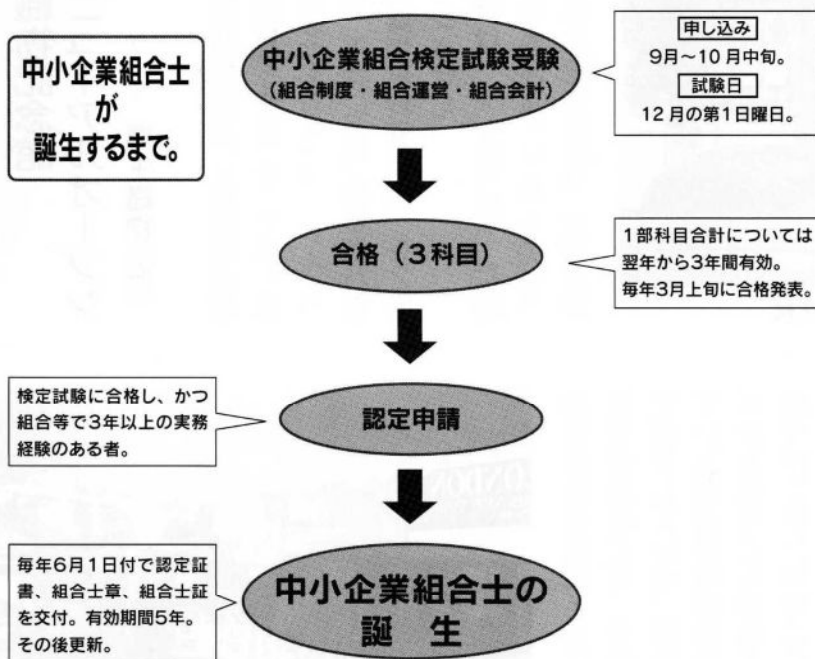 中小企業組合士
が
誕生するまで。
中小企業組合検定試験受験
（組合制度・組合運営・組合会計）
申し込み
9月～10月中旬。
試験日
12月の第1日曜日。
合格（3科目）
1部科目合計については
翌年から3年間有効。
毎年3月上旬に合格発表。
認定申請
検定試験に合格し、かつ
組合等で3年以上の実務
経験のある者。
中小企業組合士の
誕 生
毎年6月1日付で認定証
書、組合士章、組合士証
を交付。有効期間5年。
その後更新。